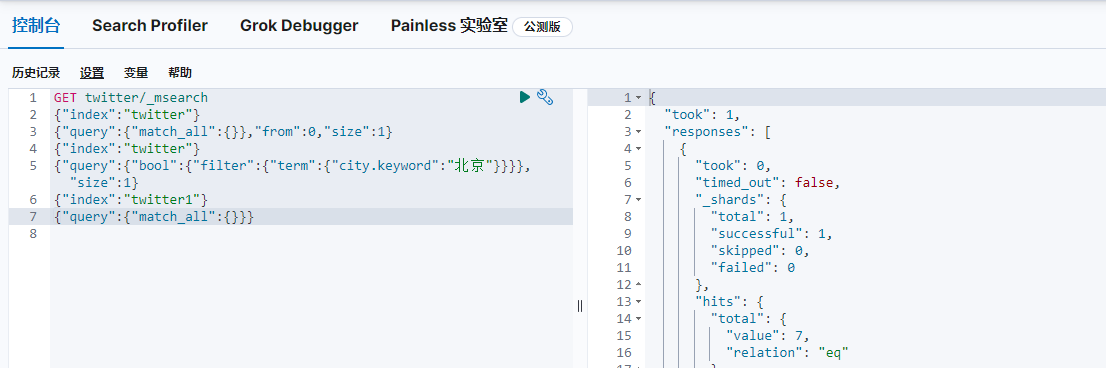 控制台 Search Profiler Grok Debugger Painless 实验室 公测版
历史记录 设置 变量 帮助
1 GET twitter/_msearch
2 {"index":"twitter"}
3 {"query":{"match_all":{}},"from":0,"size":1}
4 {"index":"twitter"}
5 {"query":{"bool":{"filter":{"term":{"city.keyword":"北京"}}}},
"size":1}
6 {"index":"twitter1"}
7 {"query":{"match_all":{}}}
8
1 {
2 "took": 1,
3 "responses": [
4 {
5 "took": 0,
6 "timed_out": false,
7 "_shards": {
8 "total": 1,
9 "successful": 1,
10 "skipped": 0,
11 "failed": 0
12 },
13 "hits": {
14 "total": {
15 "value": 7,
16 "relation": "eq"
17 }